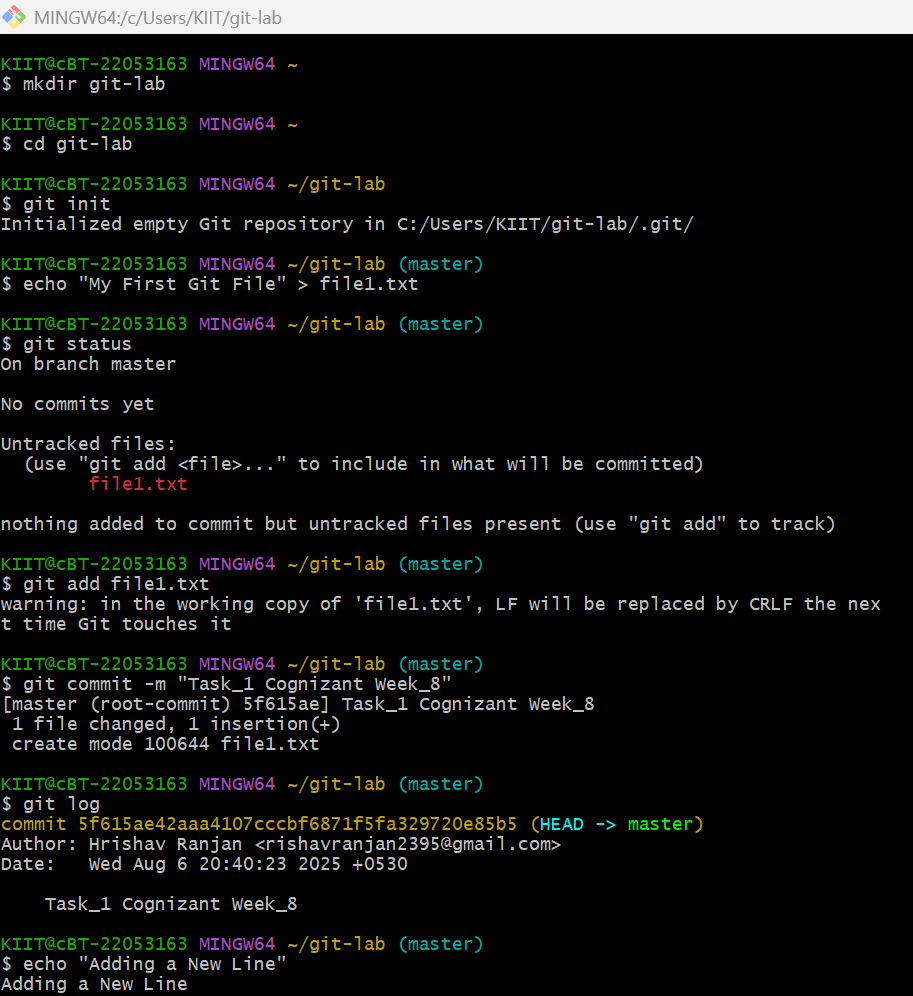 MINGW64:/c/Users/KIIT/git-lab
KIIT@cBT-22053163 MINGW64 ~
$ mkdir git-lab
KIIT@cBT-22053163 MINGW64 ~
$ cd git-lab
KIIT@cBT-22053163 MINGW64 ~/git-lab
$ git init
Initialized empty Git repository in C:/Users/KIIT/git-lab/.git/
KIIT@cBT-22053163 MINGW64 ~/git-lab (master)
$ echo "My First Git File" > file1.txt
KIIT@cBT-22053163 MINGW64 ~/git-lab (master)
$ git status
On branch master
No commits yet
Untracked files:
  (use "git add <file>..." to include in what will be committed)
        file1.txt
nothing added to commit but untracked files present (use "git add" to track)
KIIT@cBT-22053163 MINGW64 ~/git-lab (master)
$ git add file1.txt
warning: in the working copy of 'file1.txt', LF will be replaced by CRLF the nex
t time Git touches it
KIIT@cBT-22053163 MINGW64 ~/git-lab (master)
$ git commit -m "Task_1 Cognizant Week_8"
[master (root-commit) 5f615ae] Task_1 Cognizant Week_8
 1 file changed, 1 insertion(+)
 create mode 100644 file1.txt
KIIT@cBT-22053163 MINGW64 ~/git-lab (master)
$ git log
commit 5f615ae42aaa4107cccbf6871f5fa329720e85b5 (HEAD -> master)
Author: Hrishav Ranjan <rishavranjan2395@gmail.com>
Date:   Wed Aug 6 20:40:23 2025 +0530
    Task_1 Cognizant Week_8
KIIT@cBT-22053163 MINGW64 ~/git-lab (master)
$ echo "Adding a New Line"
Adding a New Line